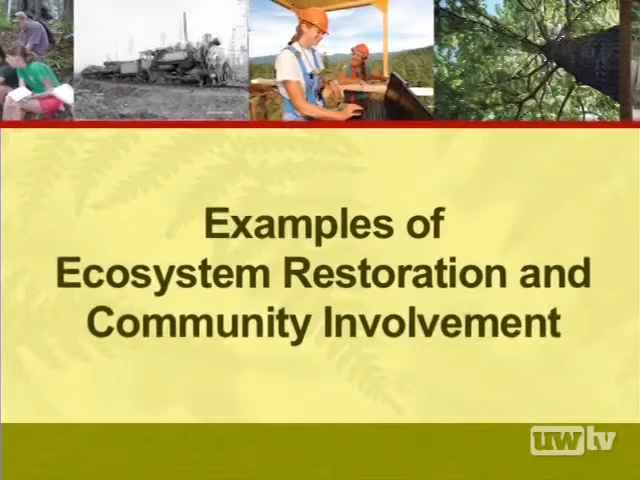 Examples of
Ecosystem Restoration and
Community Involvement
uwtv